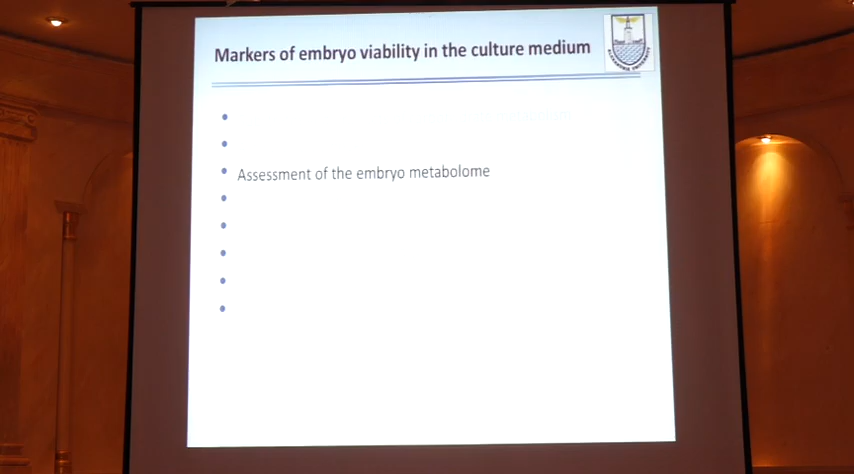 Markers of embryo viability in the culture medium
Assessment of the embryo metabolome